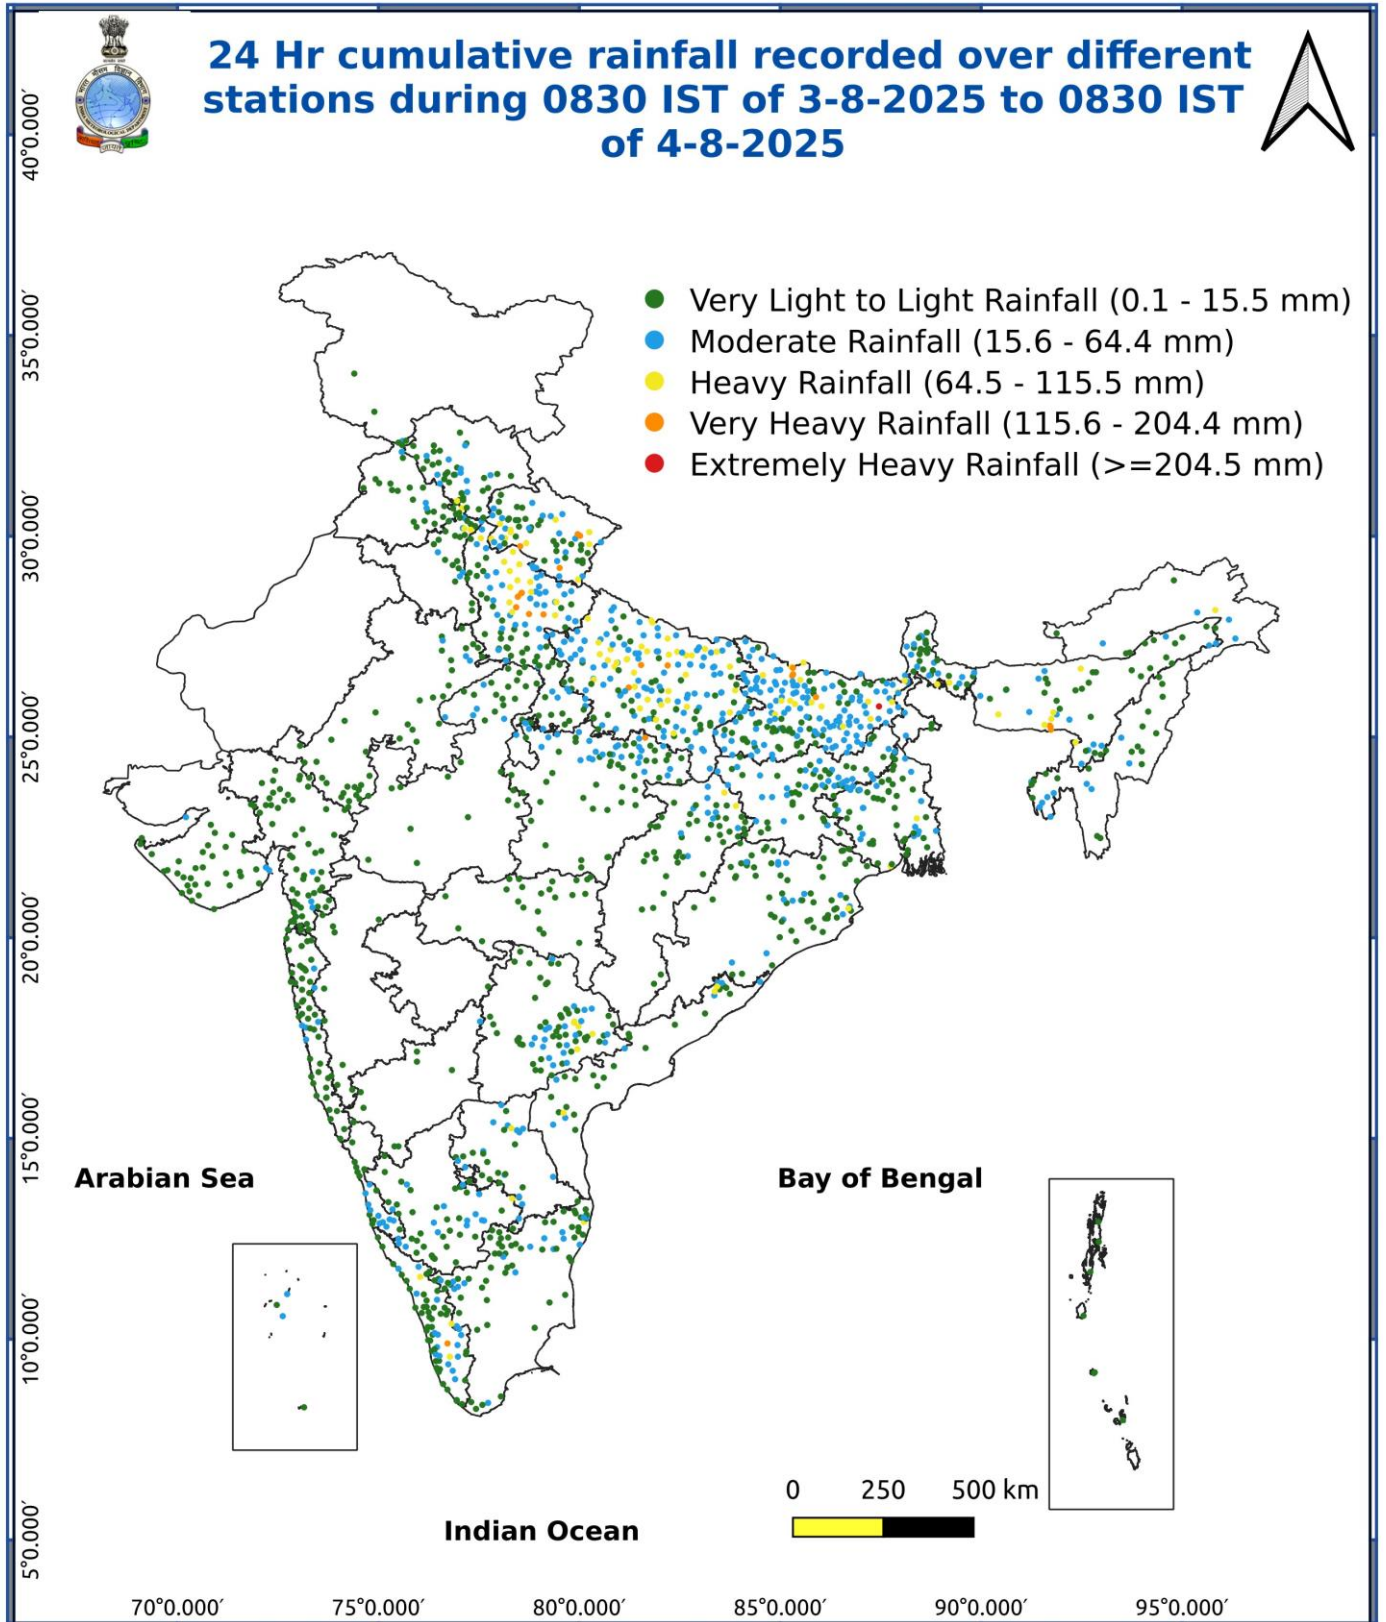 24 Hr cumulative rainfall recorded over different
stations during 0830 IST of 3-8-2025 to 0830 IST
of 4-8-2025
Very Light to Light Rainfall (0.1 - 15.5 mm)
Moderate Rainfall (15.6 - 64.4 mm)
Heavy Rainfall (64.5 - 115.5 mm)
Very Heavy Rainfall (115.6 - 204.4 mm)
Extremely Heavy Rainfall (>=204.5 mm)
40°0.000′
35°0.000′
30°0.000′
25°0.000′
20°0.000′
15°0.000′
10°0.000′
5°0.000′
Arabian Sea
Bay of Bengal
Indian Ocean
0 250 500 km
70°0.000′ 75°0.000′ 80°0.000′ 85°0.000′ 90°0.000′ 95°0.000′